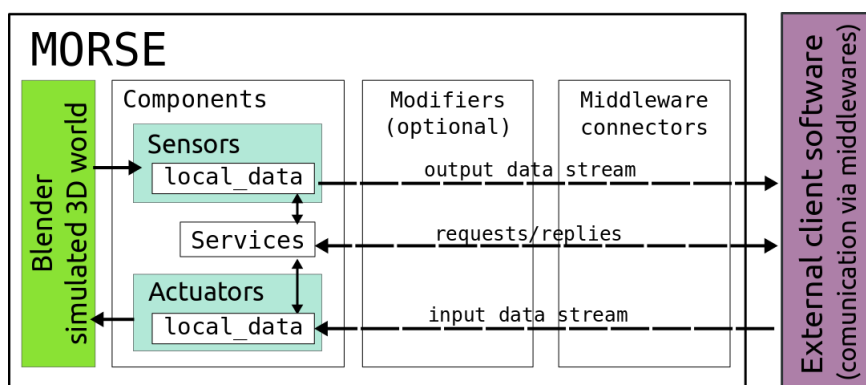 MORSE
Blender
simulated 3D world
Components
Sensors
local_data
Services
Actuators
local_data
Modifiers
(optional)
Middleware
connectors
output data stream
requests/replies
input data stream
External client software
(comunication via middlewares)